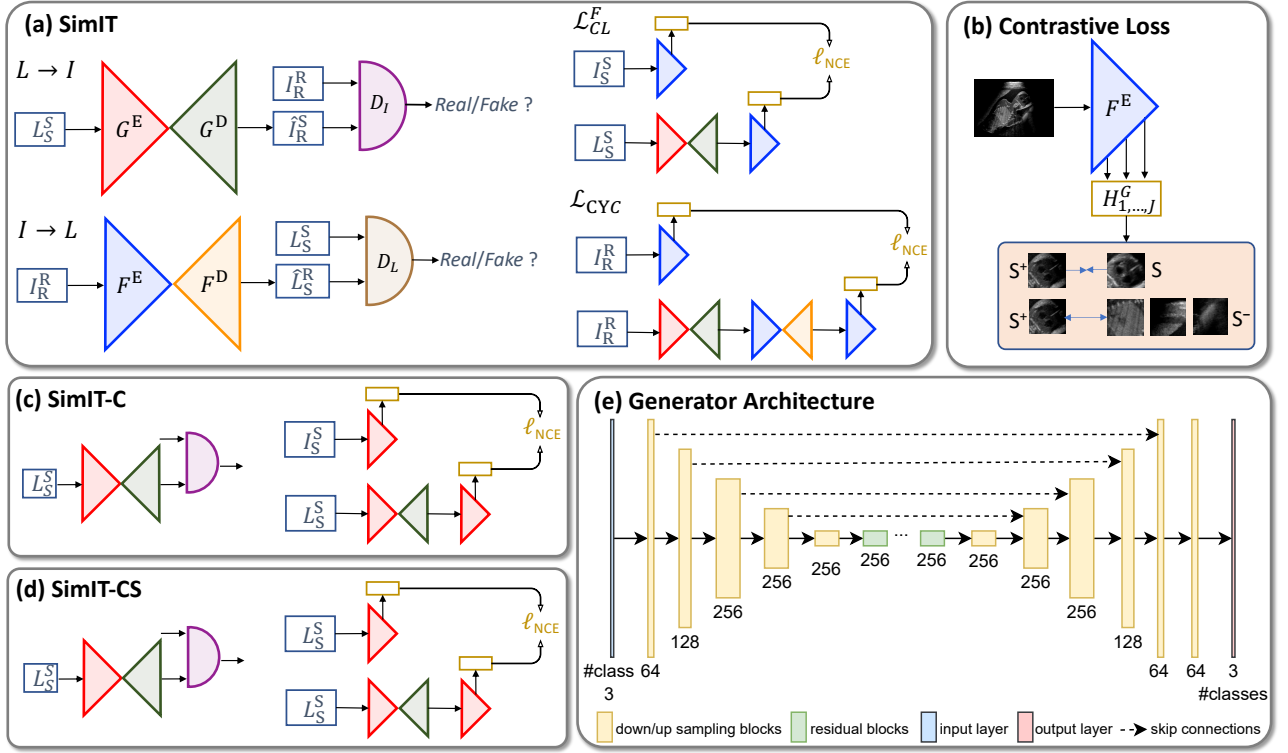 (a) SimIT
L → I
L_S^S
G^E
G^D
I_R^R
Î_R^S
D_I
Real/Fake ?
I → L
I_R^R
F^E
F^D
L_S^S
L̂_S^R
D_L
Real/Fake ?
ℒ_CL^F
I_S^S
ℓ_NCE
L_S^S
ℒ_CYC
I_R^R
ℓ_NCE
I_R^R
(b) Contrastive Loss
F^E
H_{1,…,J}^G
S⁺
S
S⁺
S⁻
(c) SimIT-C
L_S^S
I_S^S
ℓ_NCE
L_S^S
(d) SimIT-CS
L_S^S
L_S^S
ℓ_NCE
L_S^S
(e) Generator Architecture
...
256 256 256 256 256 256
256 256
128 128
#class 64 64 64 3
3 #classes
down/up sampling blocks residual blocks input layer output layer skip connections